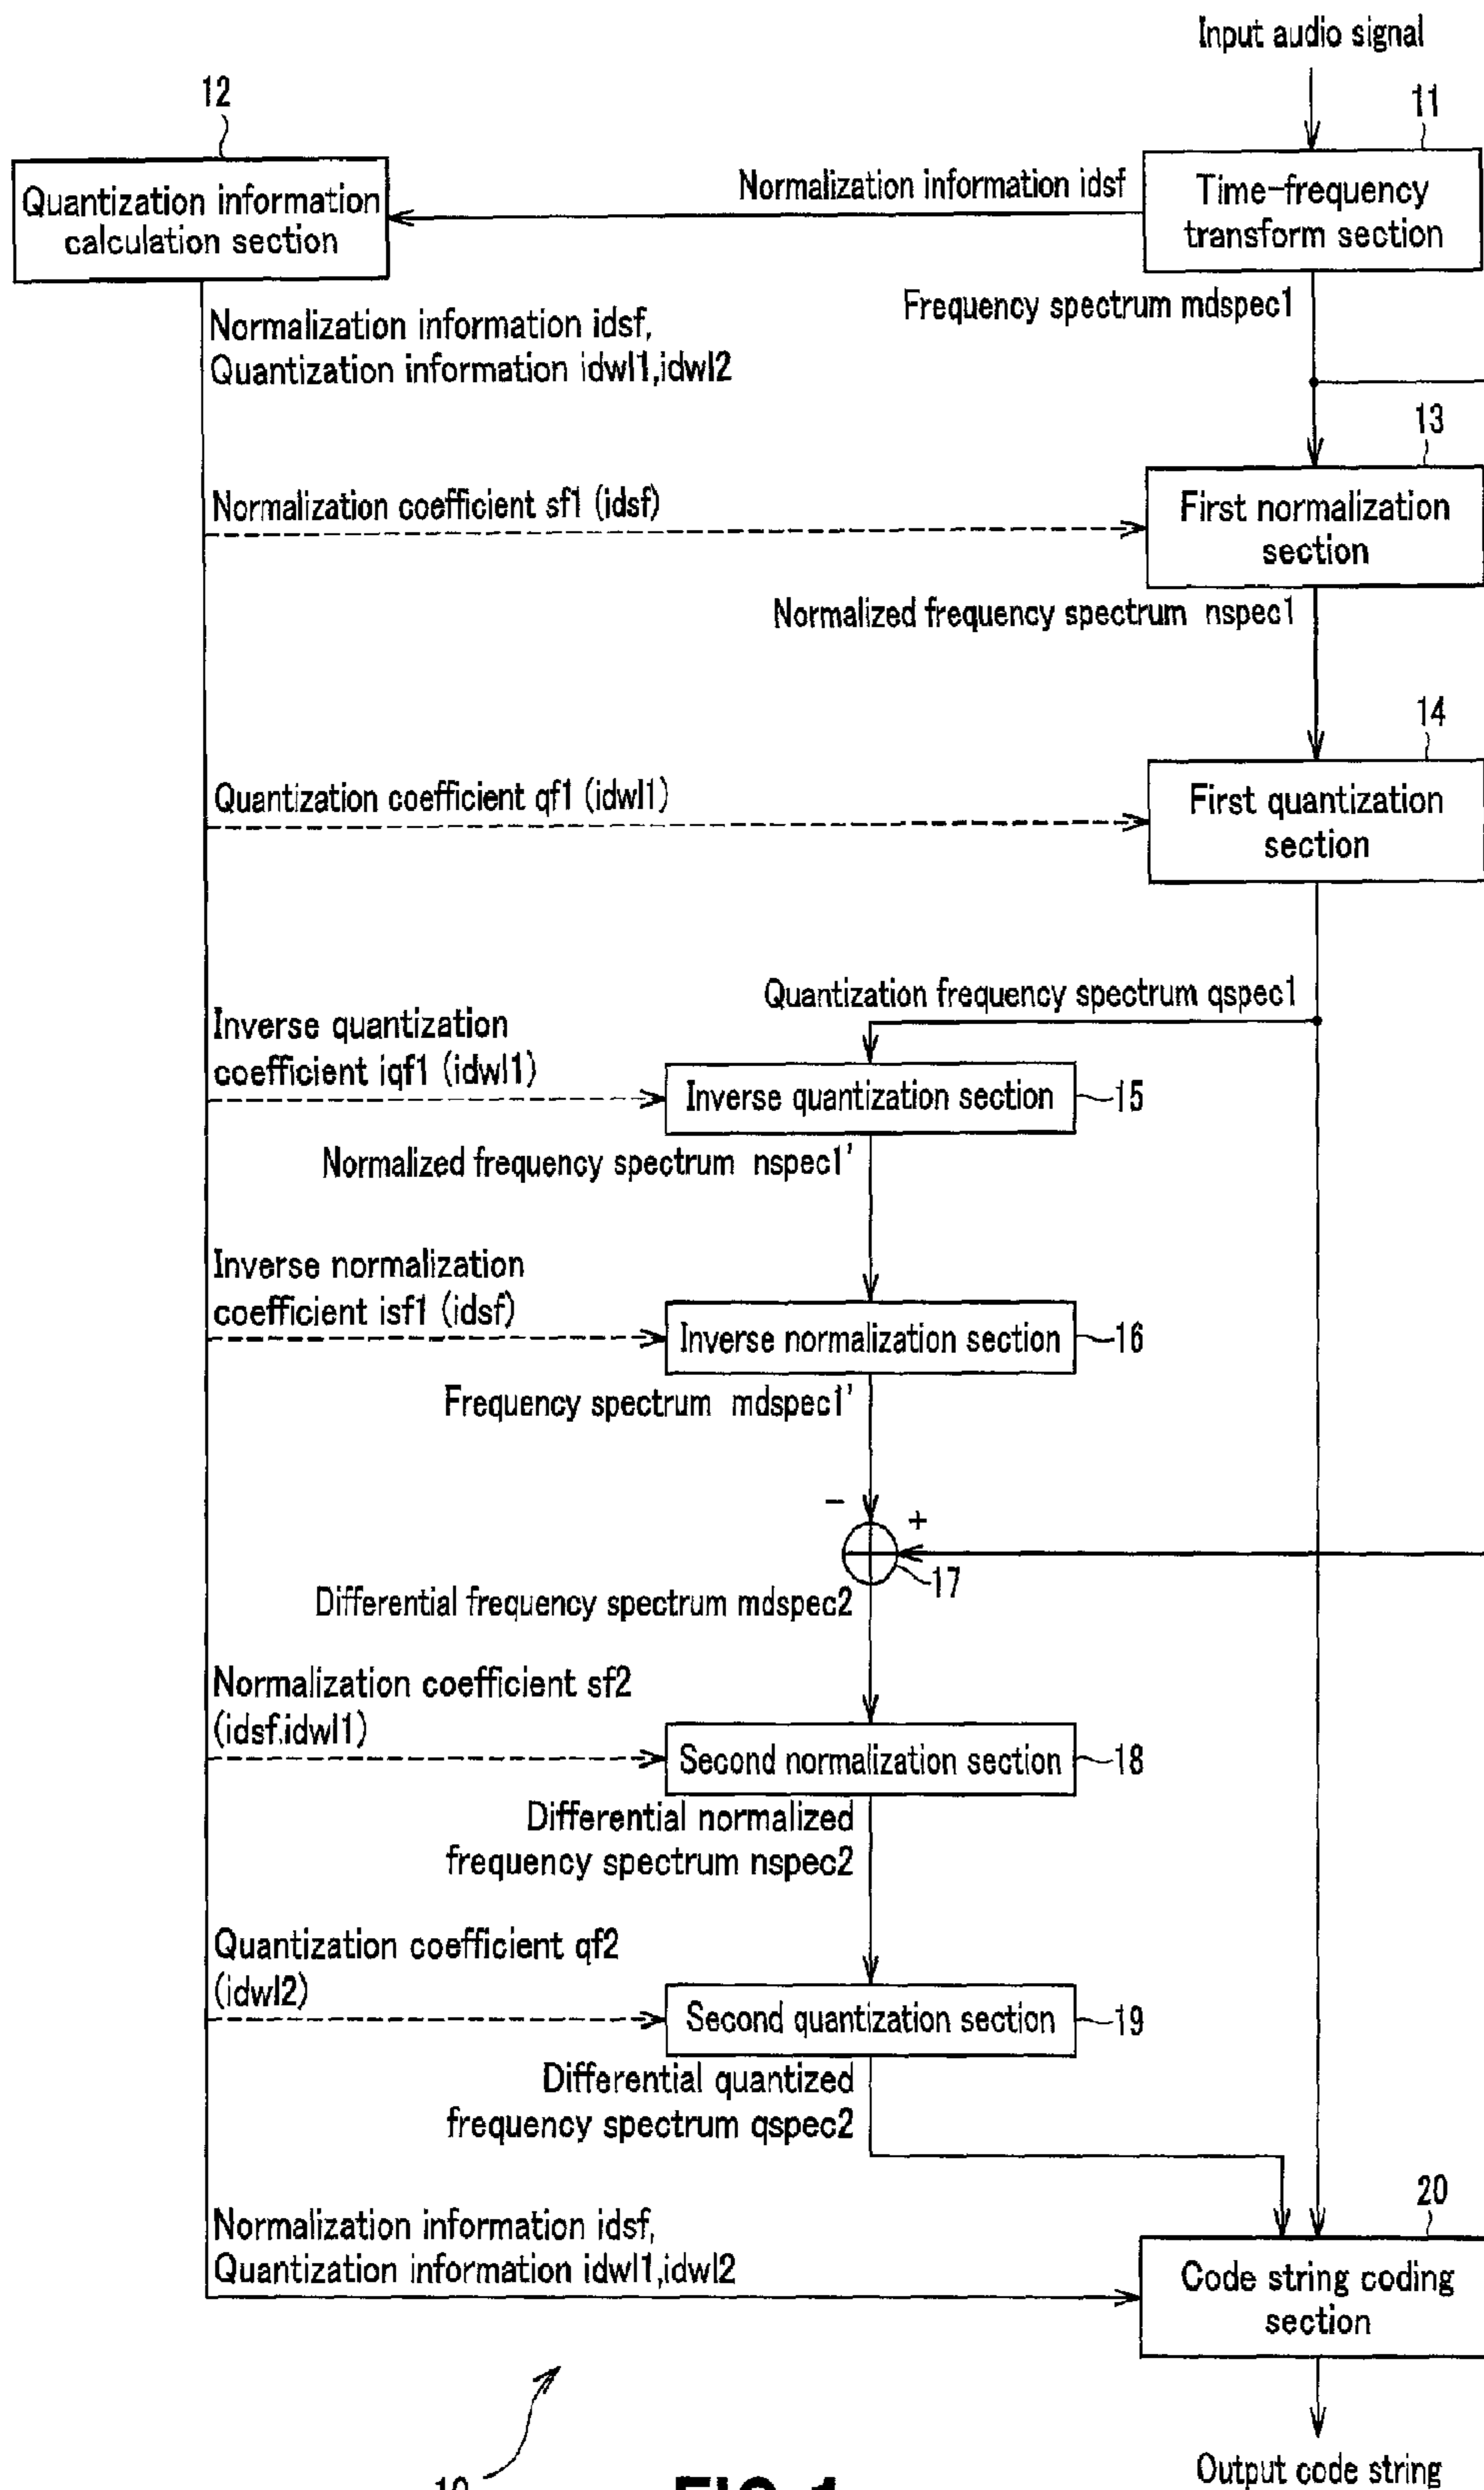 Input audio signal
12
11
Quantization information
calculation section
Normalization information idsf
Time-frequency
transform section
Frequency spectrum mdspec1
Normalization information idsf,
Quantization information idwl1,idwl2
13
Normalization coefficient sf1 (idsf)
First normalization
section
Normalized frequency spectrum nspec1
14
Quantization coefficient qf1 (idwl1)
First quantization
section
Quantization frequency spectrum qspec1
Inverse quantization
coefficient iqf1 (idwl1)
Inverse quantization section
15
Normalized frequency spectrum nspec1'
Inverse normalization
coefficient isf1 (idsf)
Inverse normalization section
16
Frequency spectrum mdspec1'
−
+
17
Differential frequency spectrum mdspec2
Normalization coefficient sf2
(idsf,idwl1)
Second normalization section
18
Differential normalized
frequency spectrum nspec2
Quantization coefficient qf2
(idwl2)
Second quantization section
19
Differential quantized
frequency spectrum qspec2
20
Normalization information idsf,
Quantization information idwl1,idwl2
Code string coding
section
Output code string